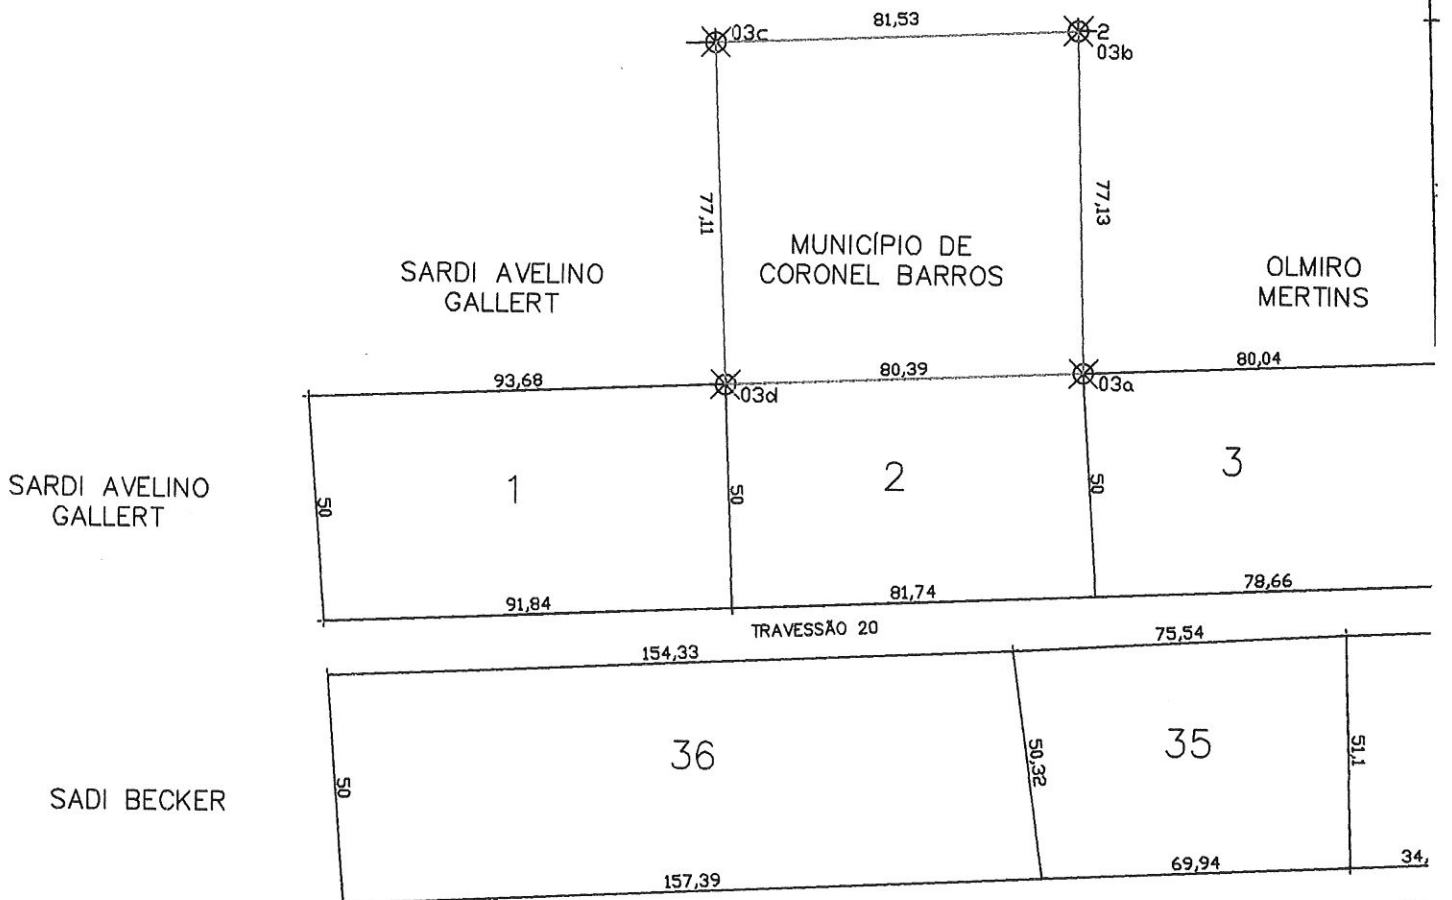 81,53
03c
2
03b
77,11
77,13
MUNICÍPIO DE
CORONEL BARROS
SARDI AVELINO
GALLERT
OLMIRO
MERTINS
93,68
80,39
80,04
03d
03a
SARDI AVELINO
GALLERT
50
1
50
2
50
3
91,84
81,74
78,66
TRAVESSÃO 20
154,33
75,54
36
35
50
50,32
51,1
SADI BECKER
157,39
69,94
34,